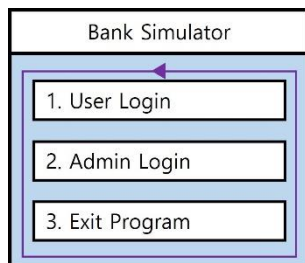 Bank Simulator
1. User Login
2. Admin Login
3. Exit Program